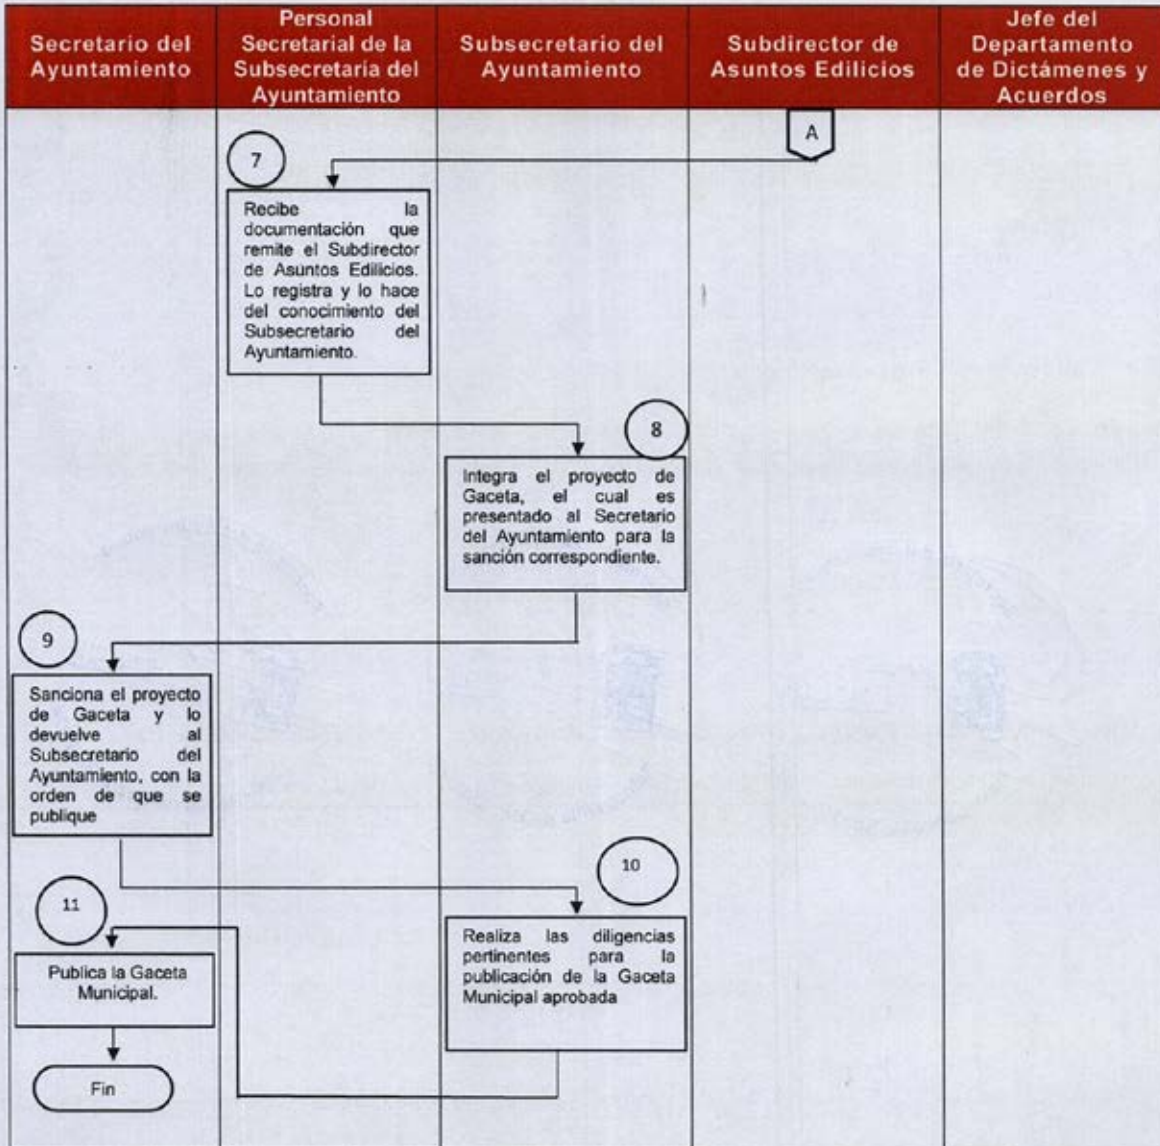 Secretario del
Ayuntamiento
Personal
Secretarial de la
Subsecretaría del
Ayuntamiento
Subsecretario del
Ayuntamiento
Subdirector de
Asuntos Edilicios
Jefe del
Departamento
de Dictámenes y
Acuerdos
A
7
Recibe la
documentación que
remite el Subdirector
de Asuntos Edilicios.
Lo registra y lo hace
del conocimiento del
Subsecretario del
Ayuntamiento.
8
Integra el proyecto de
Gaceta, el cual es
presentado al Secretario
del Ayuntamiento para la
sanción correspondiente.
9
Sanciona el proyecto
de Gaceta y lo
devuelve al
Subsecretario del
Ayuntamiento, con la
orden de que se
publique
10
Realiza las diligencias
pertinentes para la
publicación de la Gaceta
Municipal aprobada
11
Publica la Gaceta
Municipal.
Fin